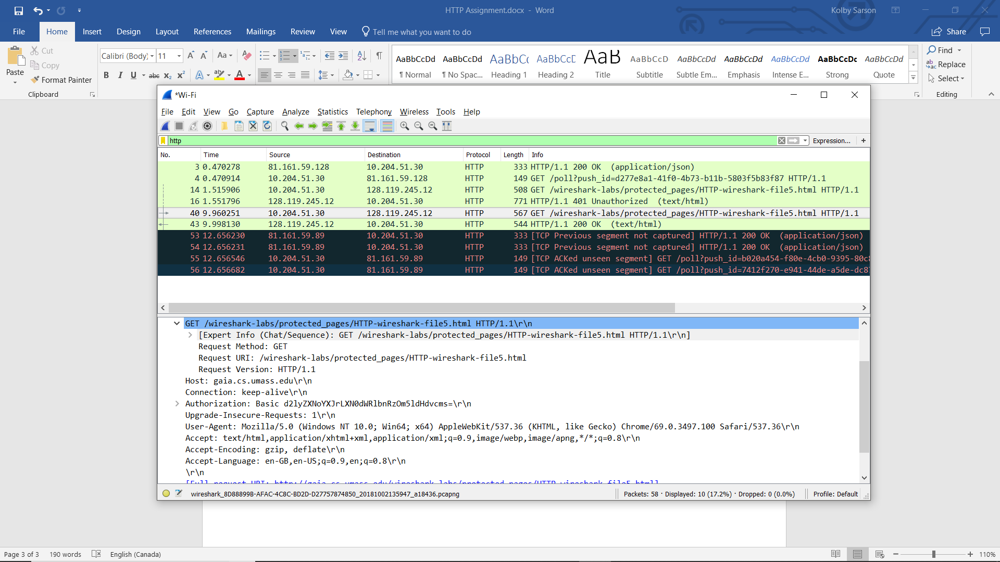 HTTP Assignment.docx - Word
Kolby Sarson
File Home Insert Design Layout References Mailings Review View Tell me what you want to do
Share
Paste
Cut
Copy
Format Painter
Clipboard
Calibri (Body) 11
Aa
B I U abc X₂ X² A ab A
AaBbCcDd AaBbCcDd AaBbCc AaBbCcE AaB AaBbCcD AaBbCcDd AaBbCcDd AaBbCcDd AaBbCcDc AaBbCcDd
¶ Normal ¶ No Spac... Heading 1 Heading 2 Title Subtitle Subtle Em... Emphasis Intense E... Strong Quote
Find
Replace
Select
Editing
*Wi-Fi
File Edit View Go Capture Analyze Statistics Telephony Wireless Tools Help
http
Expression... +
No. Time Source Destination Protocol Length Info
3 0.470278 81.161.59.128 10.204.51.30 HTTP 333 HTTP/1.1 200 OK (application/json)
4 0.470914 10.204.51.30 81.161.59.128 HTTP 149 GET /poll?push_id=d277e8a1-41f0-4b73-b11b-5803f5b83f87 HTTP/1.1
14 1.515906 10.204.51.30 128.119.245.12 HTTP 508 GET /wireshark-labs/protected_pages/HTTP-wireshark-file5.html HTTP/1.1
16 1.551796 128.119.245.12 10.204.51.30 HTTP 771 HTTP/1.1 401 Unauthorized (text/html)
40 9.960251 10.204.51.30 128.119.245.12 HTTP 567 GET /wireshark-labs/protected_pages/HTTP-wireshark-file5.html HTTP/1.1
43 9.998130 128.119.245.12 10.204.51.30 HTTP 544 HTTP/1.1 200 OK (text/html)
53 12.656230 81.161.59.89 10.204.51.30 HTTP 333 [TCP Previous segment not captured] HTTP/1.1 200 OK (application/json)
54 12.656231 81.161.59.89 10.204.51.30 HTTP 333 [TCP Previous segment not captured] HTTP/1.1 200 OK (application/json)
55 12.656546 10.204.51.30 81.161.59.89 HTTP 149 [TCP ACKed unseen segment] GET /poll?push_id=b020a454-f80e-4cb0-9395-80c8
56 12.656682 10.204.51.30 81.161.59.89 HTTP 149 [TCP ACKed unseen segment] GET /poll?push_id=7412f270-e941-44de-a5de-dc87
GET /wireshark-labs/protected_pages/HTTP-wireshark-file5.html HTTP/1.1\r\n
[Expert Info (Chat/Sequence): GET /wireshark-labs/protected_pages/HTTP-wireshark-file5.html HTTP/1.1\r\n]
Request Method: GET
Request URI: /wireshark-labs/protected_pages/HTTP-wireshark-file5.html
Request Version: HTTP/1.1
Host: gaia.cs.umass.edu\r\n
Connection: keep-alive\r\n
Authorization: Basic d2lyZXNoYXJrLXN0dWRlbnRzOm5ldHdvcms=\r\n
Upgrade-Insecure-Requests: 1\r\n
User-Agent: Mozilla/5.0 (Windows NT 10.0; Win64; x64) AppleWebKit/537.36 (KHTML, like Gecko) Chrome/69.0.3497.100 Safari/537.36\r\n
Accept: text/html,application/xhtml+xml,application/xml;q=0.9,image/webp,image/apng,*/*;q=0.8\r\n
Accept-Encoding: gzip, deflate\r\n
Accept-Language: en-GB,en-US;q=0.9,en;q=0.8\r\n
\r\n
[Full request URI: http://gaia.cs.umass.edu/wireshark-labs/protected_pages/HTTP-wireshark-file5.html]
wireshark_8D88899B-AFAC-4C8C-BD2D-D27757874850_20181002135947_a18436.pcapng
Packets: 58 · Displayed: 10 (17.2%) · Dropped: 0 (0.0%)
Profile: Default
Page 3 of 3 190 words English (Canada)
110%